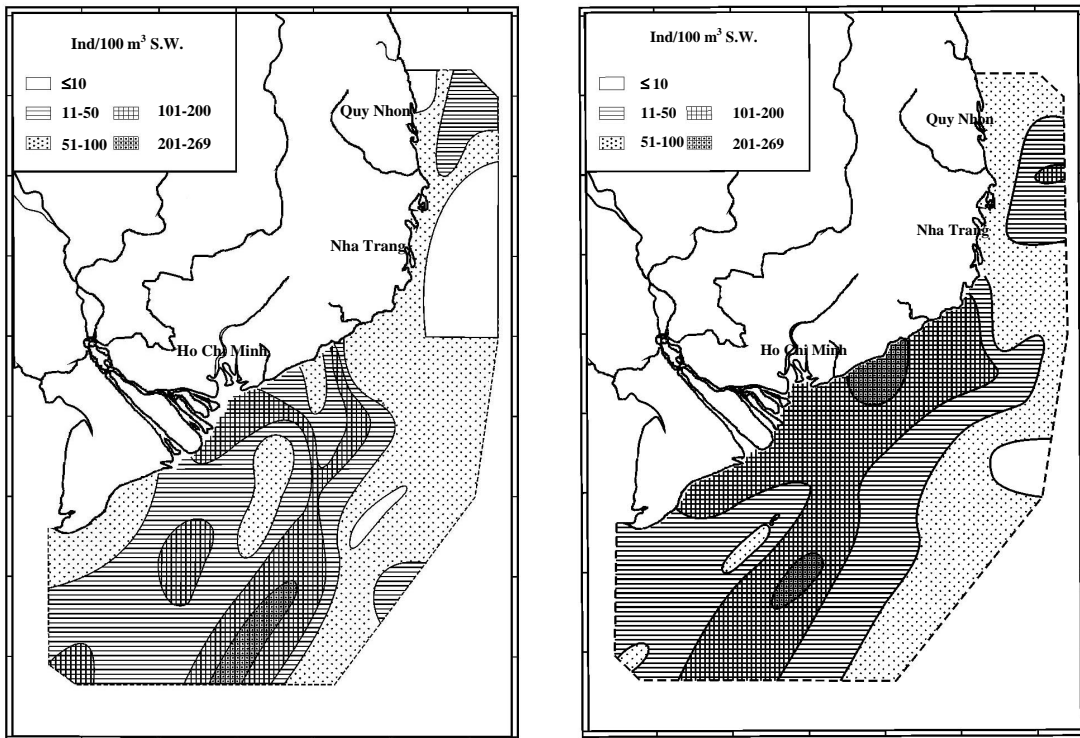 Ind/100 m³ S.W.
≤10
11-50 101-200
51-100 201-269
Quy Nhon
Nha Trang
Ho Chi Minh
Ind/100 m³ S.W.
≤ 10
11-50 101-200
51-100 201-269
Quy Nhon
Nha Trang
Ho Chi Minh